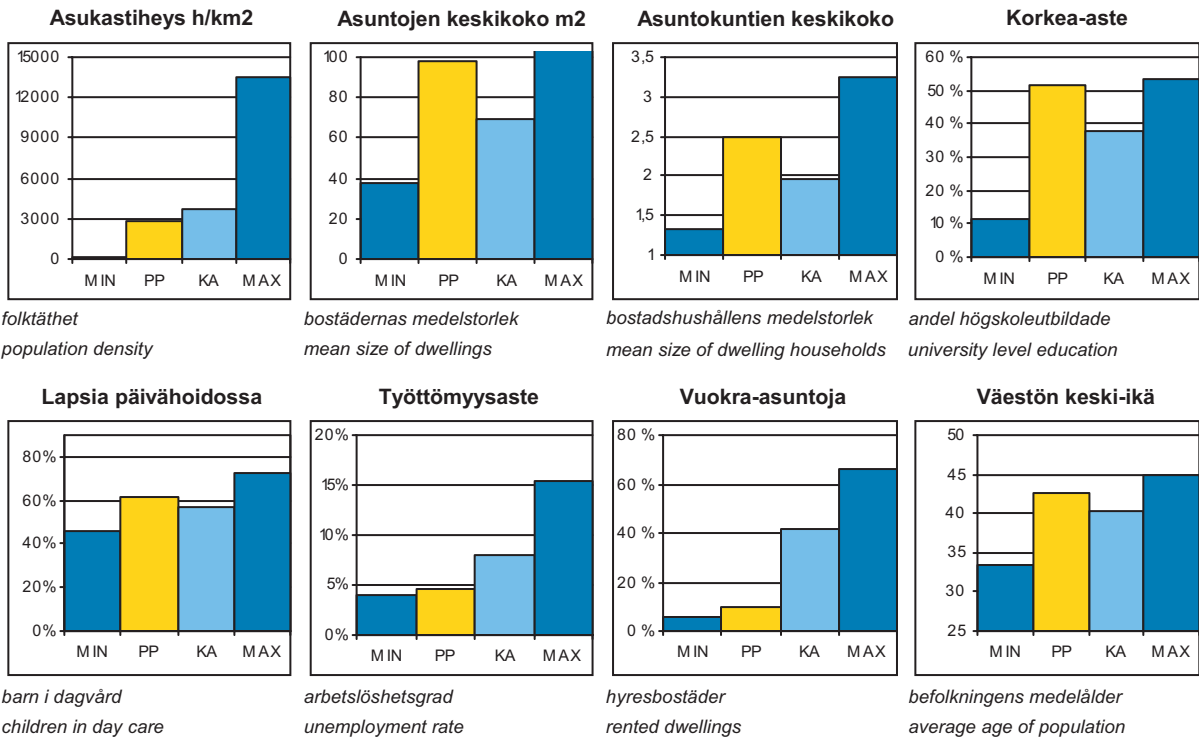 Asukastiheys h/km2
15000
12000
9000
6000
3000
0
MIN PP KA MAX
folktäthet
population density
Asuntojen keskikoko m2
100
80
60
40
20
0
MIN PP KA MAX
bostädernas medelstorlek
mean size of dwellings
Asuntokuntien keskikoko
3,5
3
2,5
2
1,5
1
MIN PP KA MAX
bostadshushållens medelstorlek
mean size of dwelling households
Korkea-aste
60 %
50 %
40 %
30 %
20 %
10 %
0 %
MIN PP KA MAX
andel högskoleutbildade
university level education
Lapsia päivähoidossa
80%
60%
40%
20%
0%
MIN PP KA MAX
barn i dagvård
children in day care
Työttömyysaste
20%
15%
10%
5%
0%
MIN PP KA MAX
arbetslöshetsgrad
unemployment rate
Vuokra-asuntoja
80 %
60 %
40 %
20 %
0 %
MIN PP KA MAX
hyresbostäder
rented dwellings
Väestön keski-ikä
50
45
40
35
30
25
MIN PP KA MAX
befolkningens medelålder
average age of population